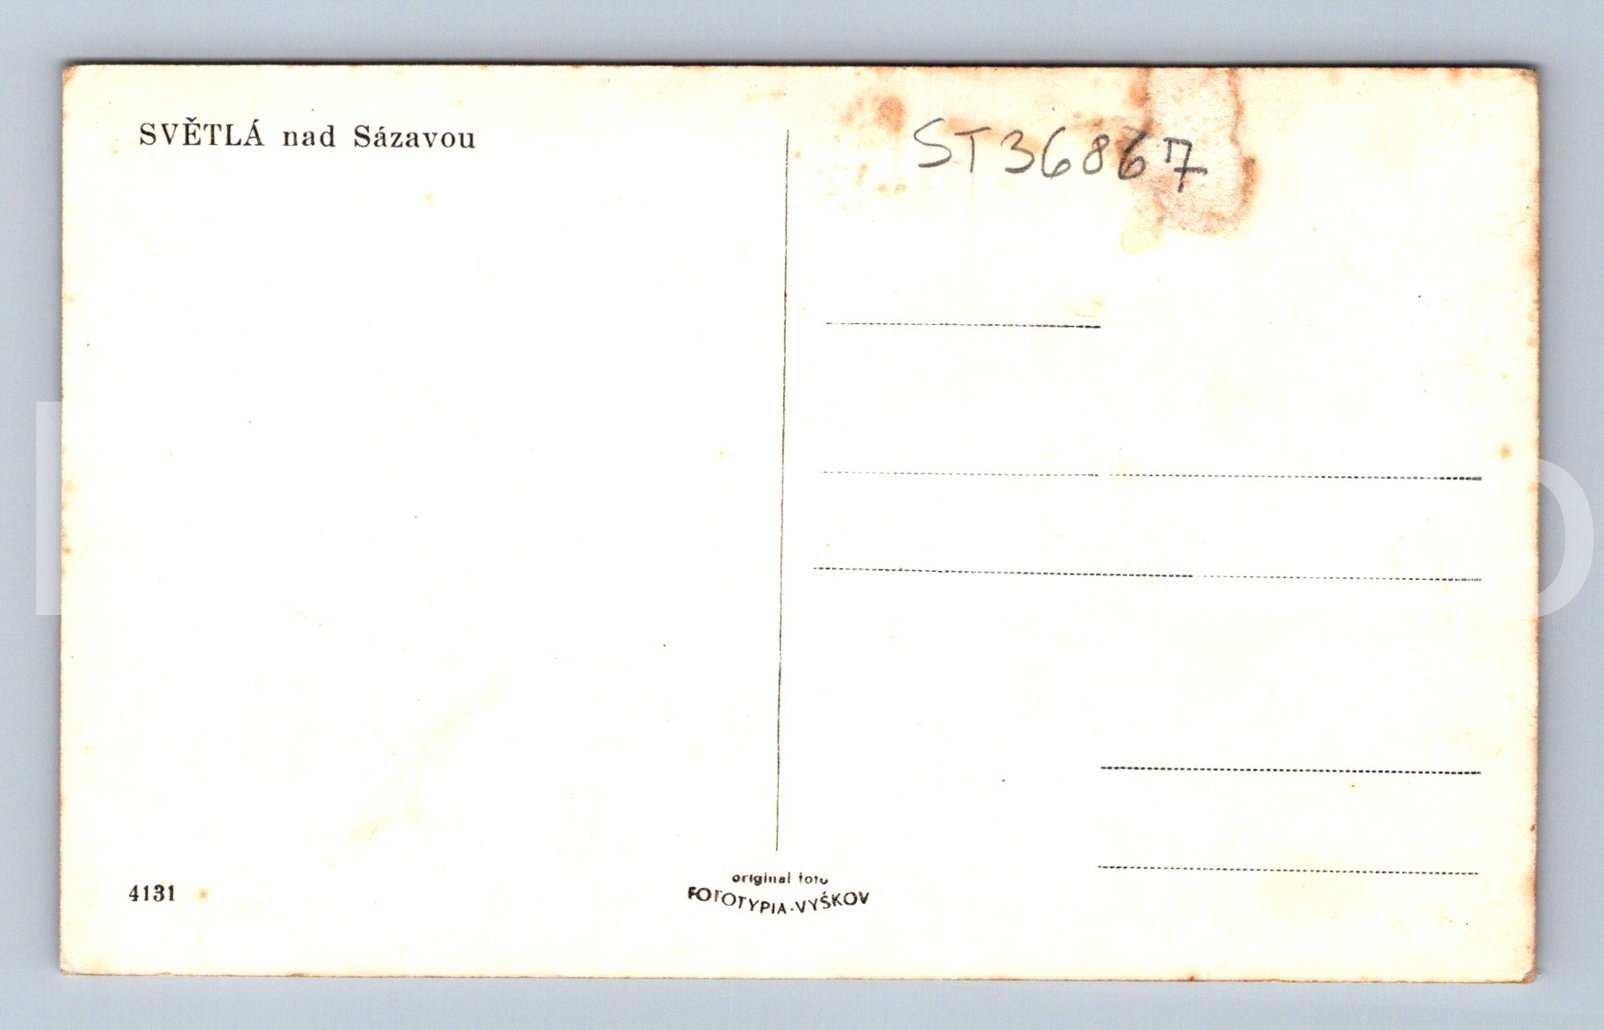 SVĚTLÁ nad Sázavou
ST36867
4131
original foto
FOTOTYPIA-VYŠKOV